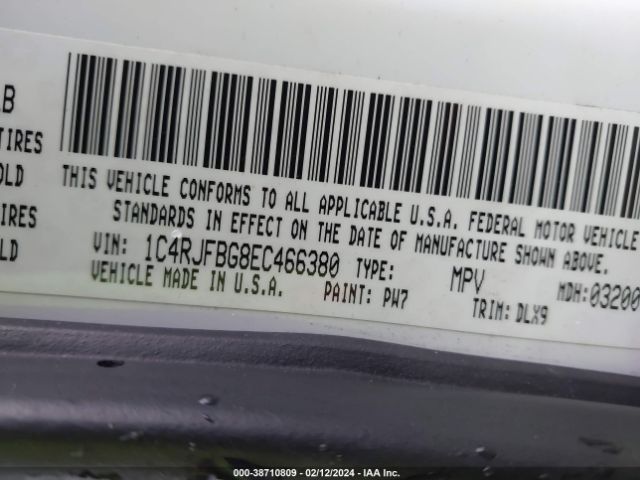 LB
TIRES
OLD
IRES
THIS VEHICLE CONFORMS TO ALL APPLICABLE U.S.A. FEDERAL MOTOR VEHICLE
STANDARDS IN EFFECT ON THE DATE OF MANUFACTURE SHOWN ABOVE.
VIN: 1C4RJFBG8EC466380 TYPE: MPV MDH:03200
VEHICLE MADE IN U.S.A. PAINT: PW7 TRIM: DLX9
000-38710809 - 02/12/2024 - IAA Inc.